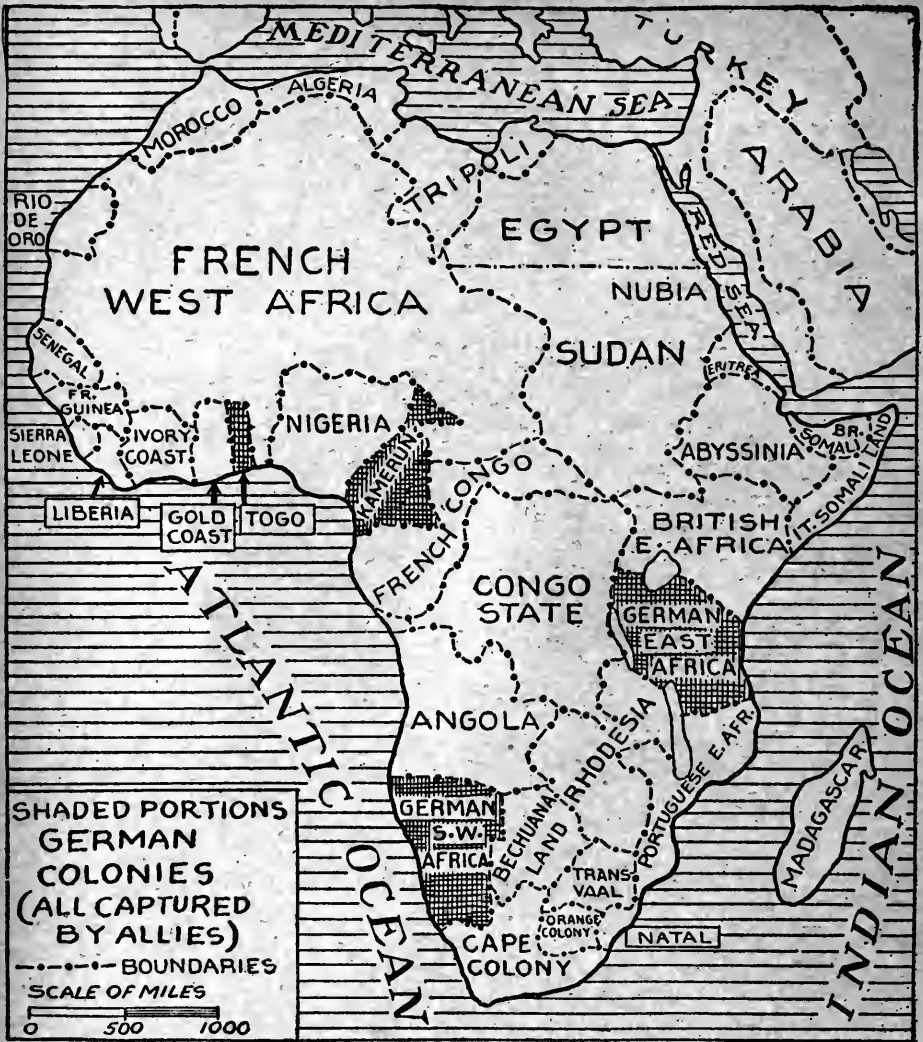 MEDITERRANEAN SEA
TURKEY
ALGERIA
MOROCCO
TRIPOLI
ARABIA
RIO
DE
ORO
EGYPT
RED SEA
FRENCH
WEST AFRICA
NUBIA
SUDAN
SENEGAL
ERITREA
FR.
GUINEA
NIGERIA
BR.
SOMALI
SIERRA
LEONE
IVORY
COAST
KAMERUN
ABYSSINIA
IT. SOMALI LAND
LIBERIA
GOLD
COAST
TOGO
FRENCH CONGO
BRITISH
E. AFRICA
CONGO
STATE
GERMAN
EAST
AFRICA
ATLANTIC OCEAN
INDIAN OCEAN
ANGOLA
RHODESIA
PORTUGUESE E. AFR.
MADAGASCAR
GERMAN
S.W.
AFRICA
BECHUANA
LAND
TRANS-
VAAL
ORANGE
COLONY
NATAL
CAPE
COLONY
SHADED PORTIONS
GERMAN
COLONIES
(ALL CAPTURED
BY ALLIES)
BOUNDARIES
SCALE OF MILES
0 500 1000